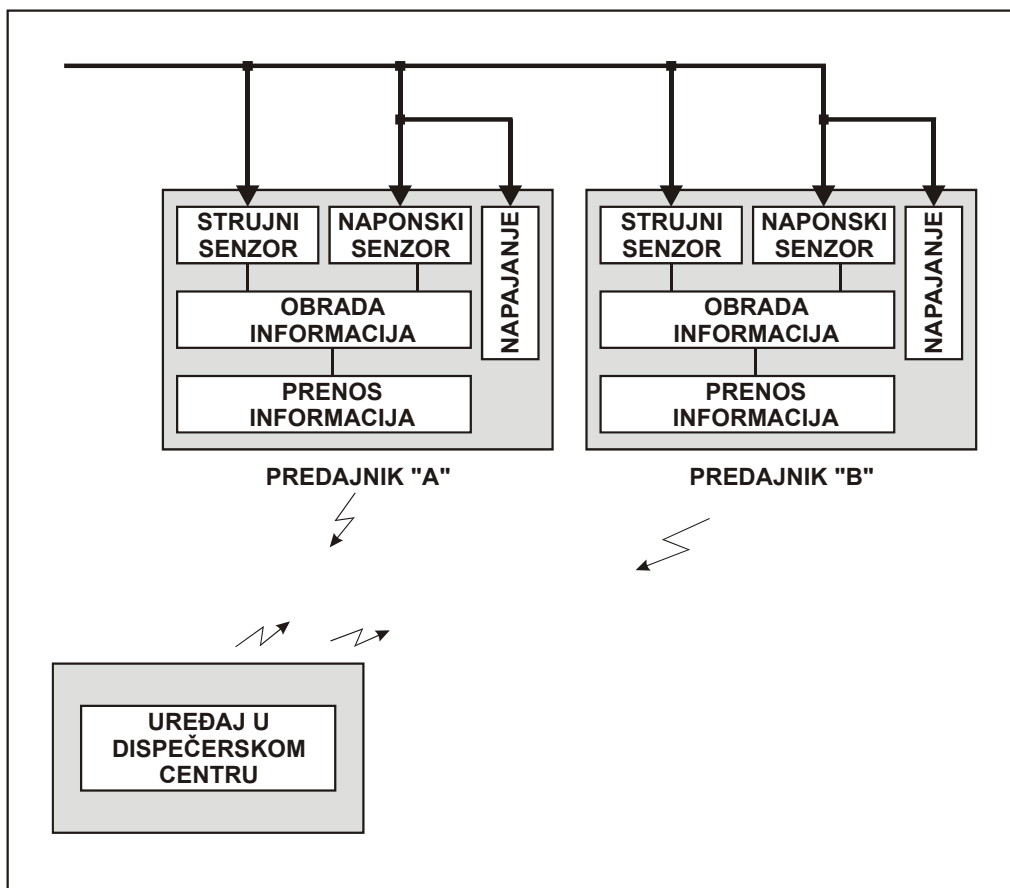 STRUJNI
SENZOR
NAPONSKI
SENZOR
NAPAJANJE
OBRADA
INFORMACIJA
PRENOS
INFORMACIJA
PREDAJNIK "A"
STRUJNI
SENZOR
NAPONSKI
SENZOR
NAPAJANJE
OBRADA
INFORMACIJA
PRENOS
INFORMACIJA
PREDAJNIK "B"
UREĐAJ U
DISPEČERSKOM
CENTRU